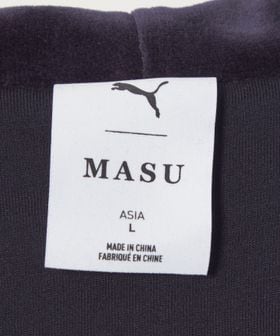 MASU
ASIA
L
MADE IN CHINA
FABRIQUÉ EN CHINE